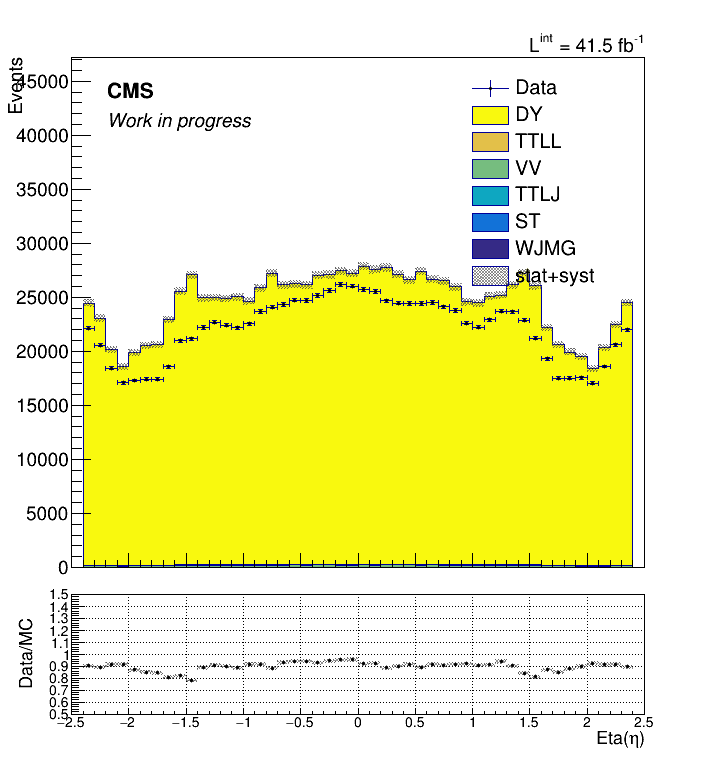 L^int = 41.5 fb^-1
Events
45000
40000
35000
30000
25000
20000
15000
10000
5000
0
CMS
Work in progress
Data
DY
TTLL
VV
TTLJ
ST
WJMG
stat+syst
Data/MC
1.5
1.4
1.3
1.2
1.1
1
0.9
0.8
0.7
0.6
0.5
−2.5 −2 −1.5 −1 −0.5 0 0.5 1 1.5 2 2.5
Eta(η)